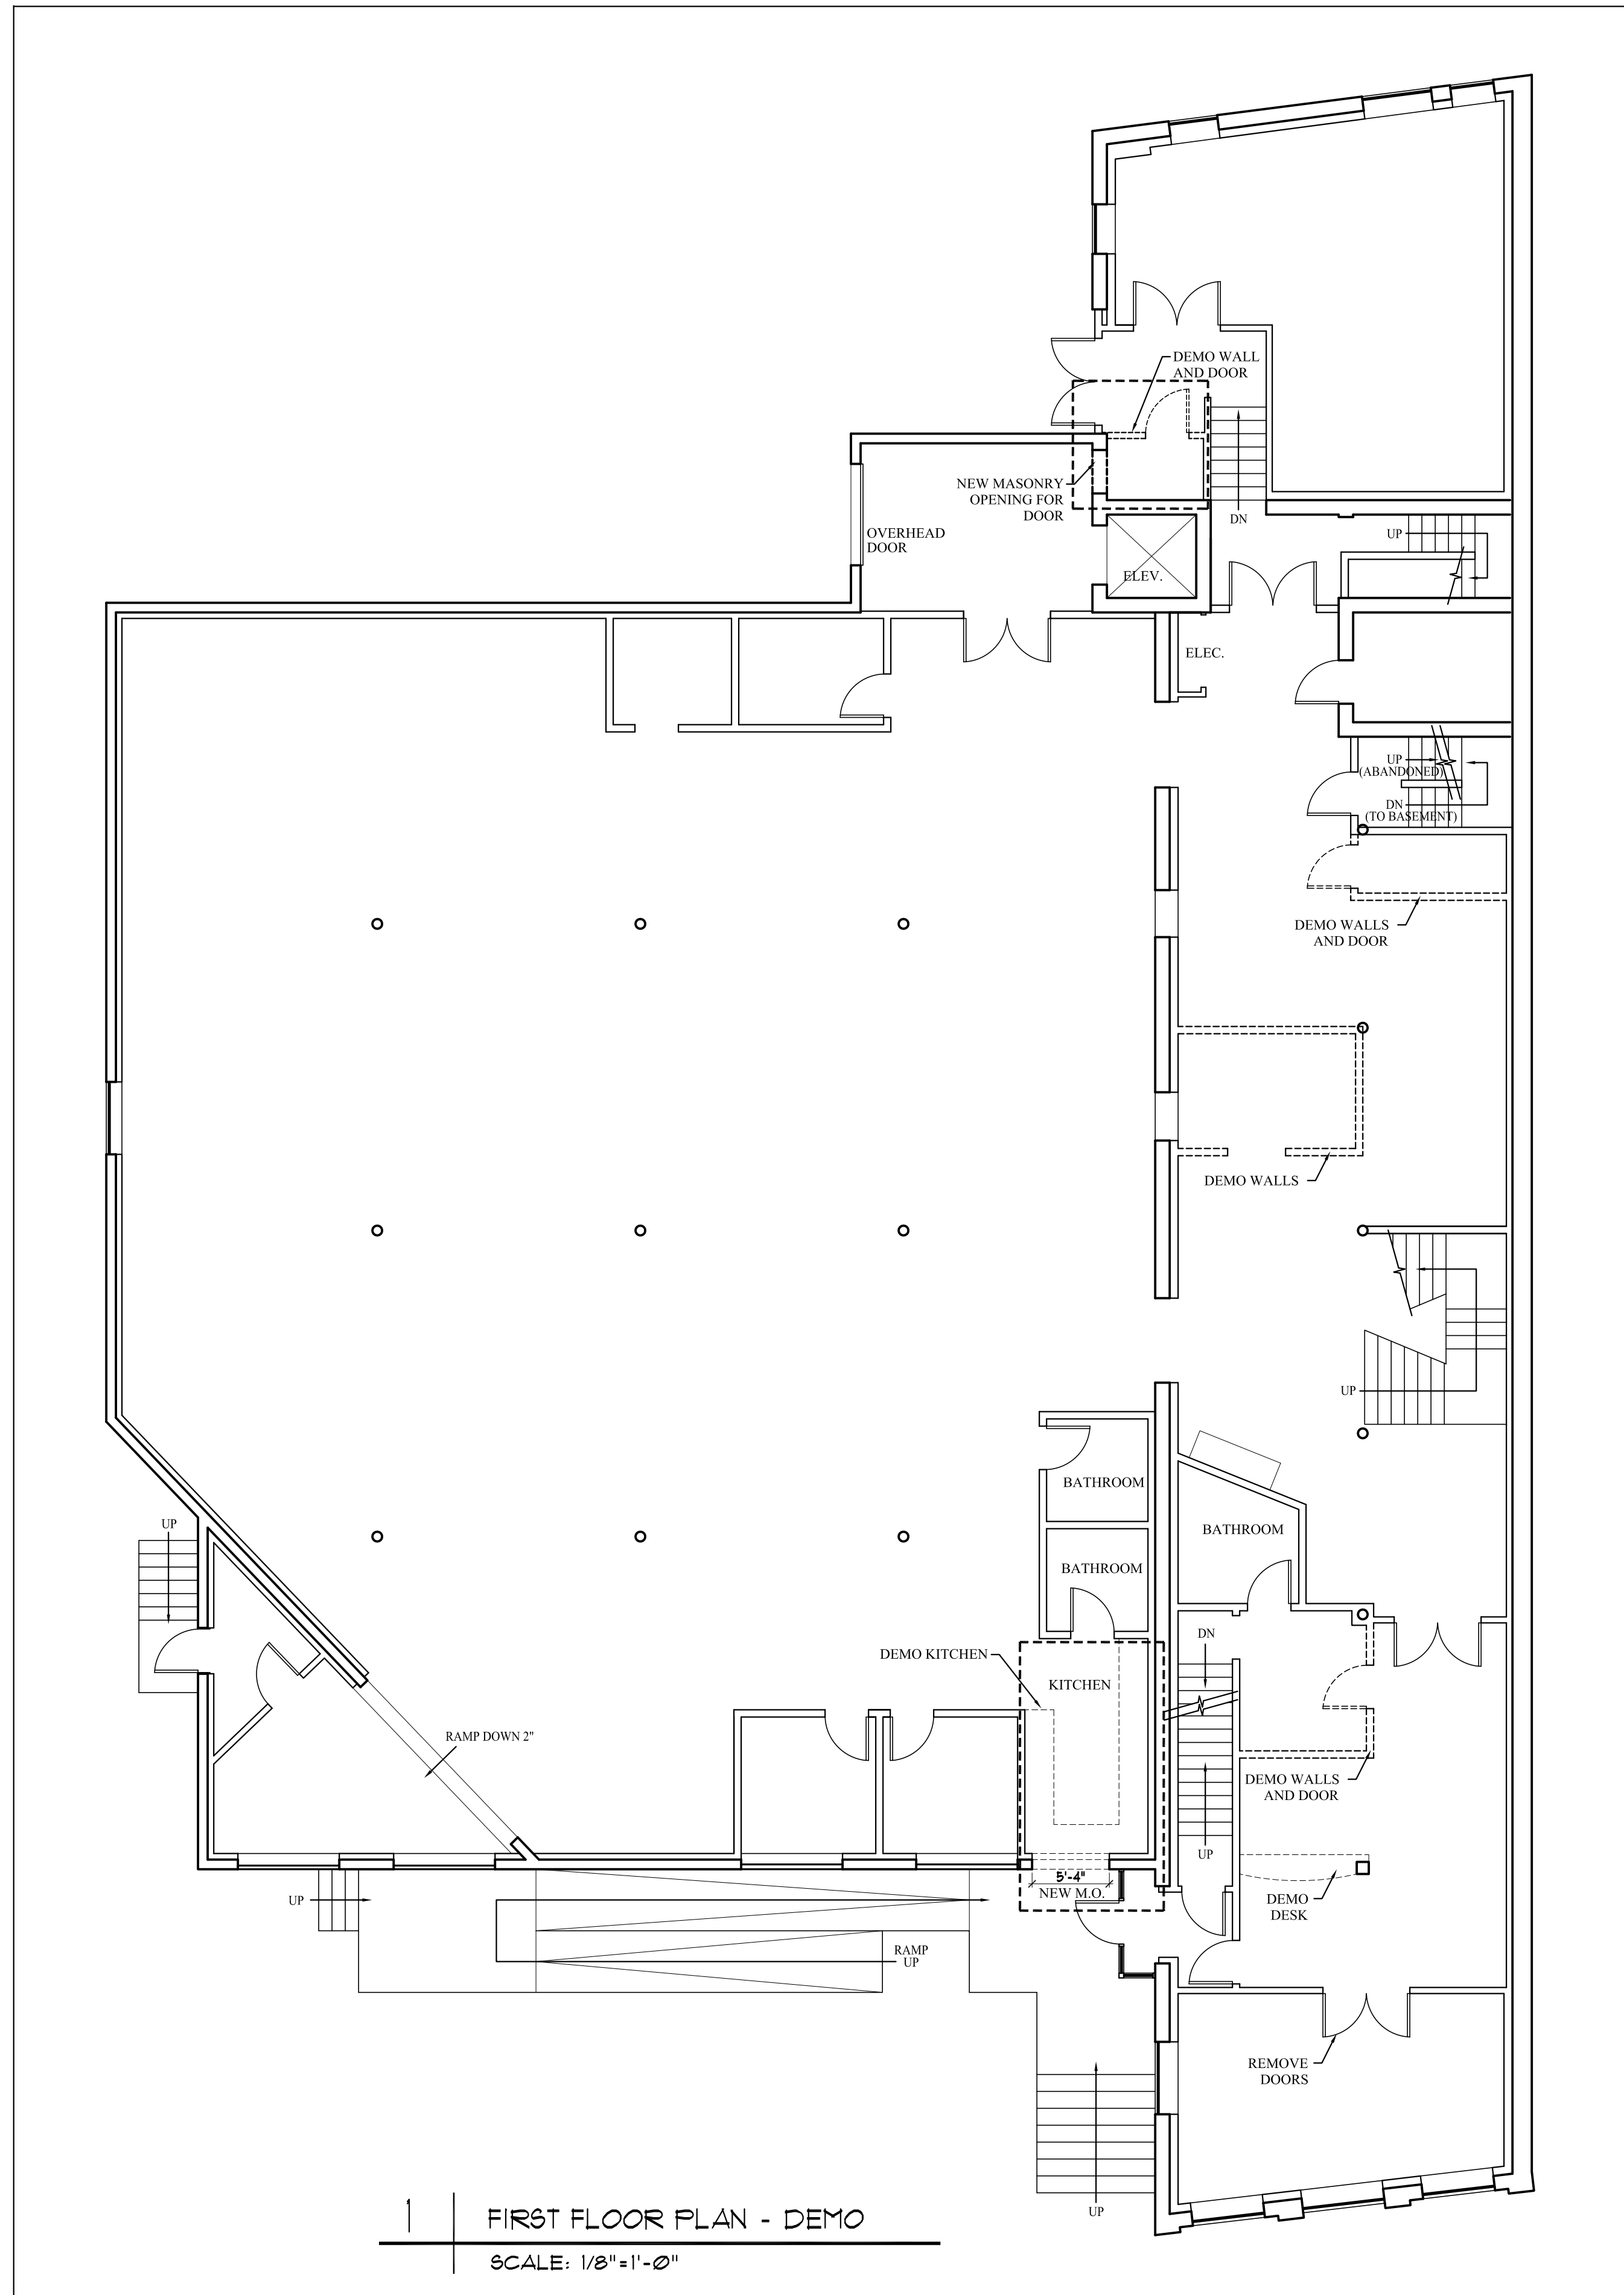 DEMO WALL
AND DOOR
NEW MASONRY
OPENING FOR
DOOR
DN
OVERHEAD
DOOR
UP
ELEV.
ELEC.
UP
(ABANDONED)
DN
(TO BASEMENT)
DEMO WALLS
AND DOOR
DEMO WALLS
UP
BATHROOM
UP
BATHROOM
BATHROOM
DN
DEMO KITCHEN
KITCHEN
RAMP DOWN 2"
DEMO WALLS
AND DOOR
UP
5'-4"
NEW M.O.
UP
DEMO
DESK
RAMP
UP
REMOVE
DOORS
UP
1
FIRST FLOOR PLAN - DEMO
SCALE: 1/8"=1'-0"